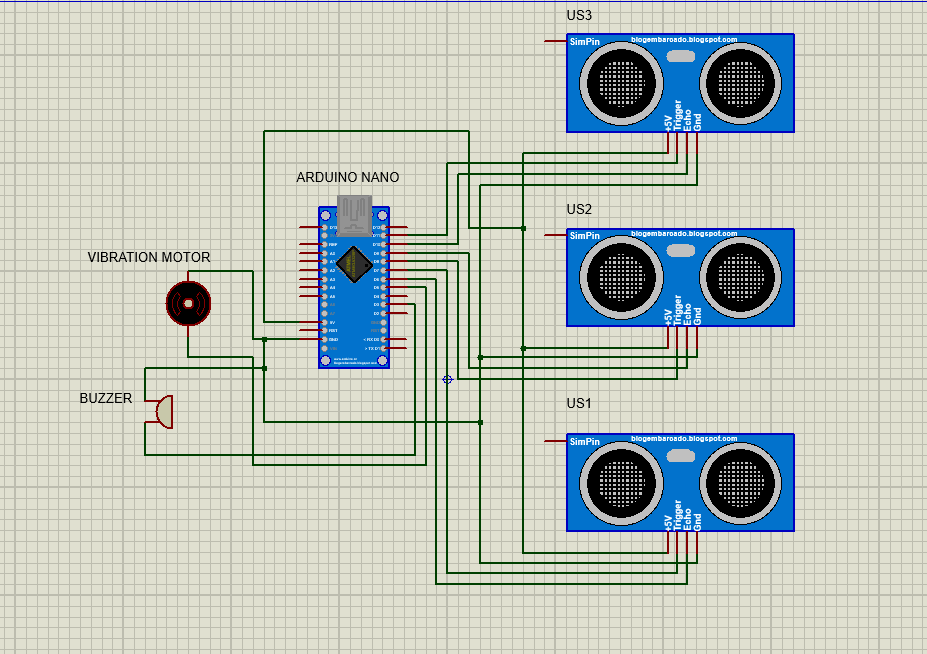 US3
SimPin
blogembarcado.blogspot.com
+5V
Trigger
Echo
Gnd
ARDUINO NANO
US2
SimPin
blogembarcado.blogspot.com
+5V
Trigger
Echo
Gnd
VIBRATION MOTOR
BUZZER
US1
SimPin
blogembarcado.blogspot.com
+5V
Trigger
Echo
Gnd